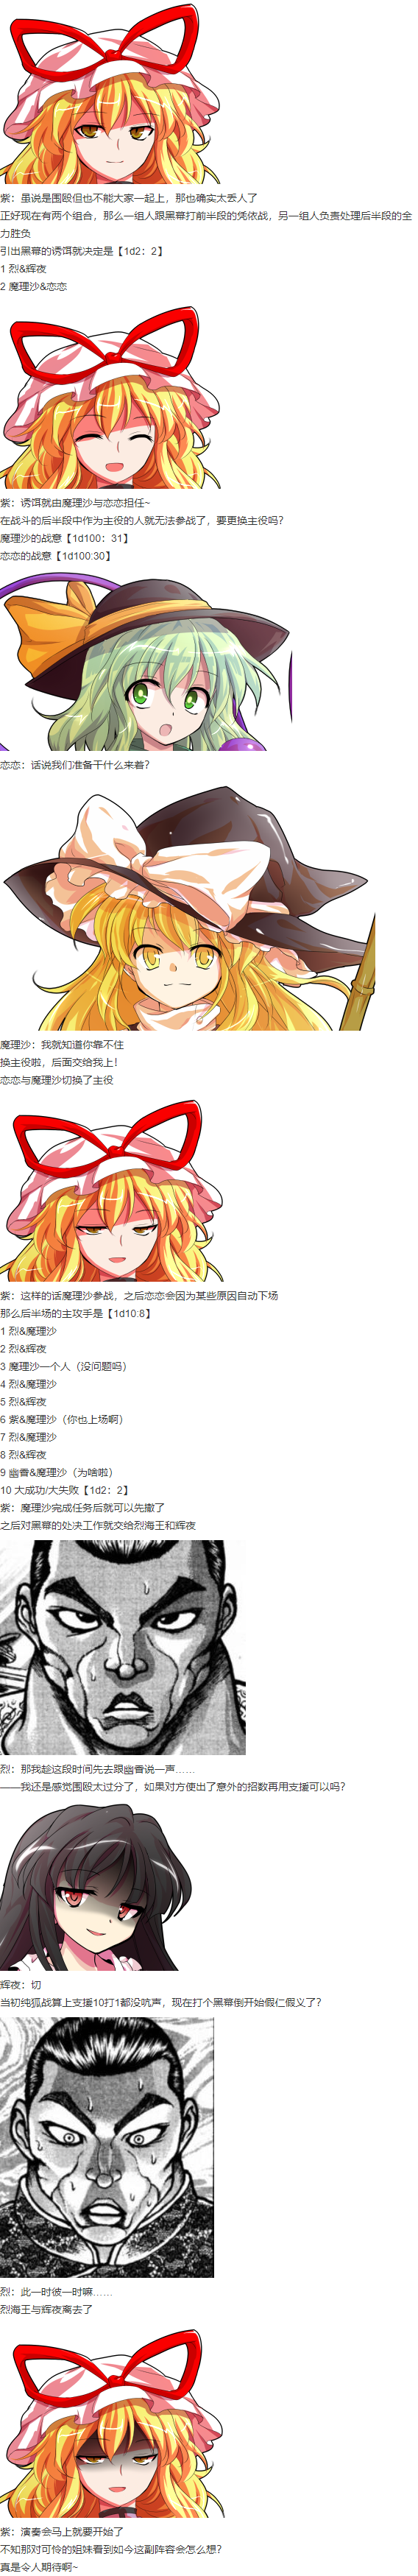 紫：虽说是围殴但也不能大家一起上，那也确实太丢人了
正好现在有两个组合，那么一组人跟黑幕打前半段的凭依战，另一组人负责处理后半段的全
力胜负
引出黑幕的诱饵就决定是【1d2：2】
1 烈&辉夜
2 魔理沙&恋恋
紫：诱饵就由魔理沙与恋恋担任~
在战斗的后半段中作为主役的人就无法参战了，要更换主役吗？
魔理沙的战意【1d100：31】
恋恋的战意【1d100:30】
恋恋：话说我们准备干什么来着？
魔理沙：我就知道你靠不住
换主役啦，后面交给我上！
恋恋与魔理沙切换了主役
紫：这样的话魔理沙参战，之后恋恋会因为某些原因自动下场
那么后半场的主攻手是【1d10:8】
1 烈&魔理沙
2 烈&辉夜
3 魔理沙一个人（没问题吗）
4 烈&魔理沙
5 烈&辉夜
6 紫&魔理沙（你也上场啊）
7 烈&魔理沙
8 烈&辉夜
9 幽香&魔理沙（为啥啦）
10 大成功/大失败【1d2：2】
紫：魔理沙完成任务后就可以先撤了
之后对黑幕的处决工作就交给烈海王和辉夜
烈：那我趁这段时间先去跟幽香说一声……
——我还是感觉围殴太过分了，如果对方使出了意外的招数再用支援可以吗？
辉夜：切
当初纯狐战算上支援10打1都没吭声，现在打个黑幕倒开始假仁假义了？
烈：此一时彼一时嘛……
烈海王与辉夜离去了
紫：演奏会马上就要开始了
不知那对可怜的姐妹看到如今这副阵容会怎么想？
真是令人期待啊~